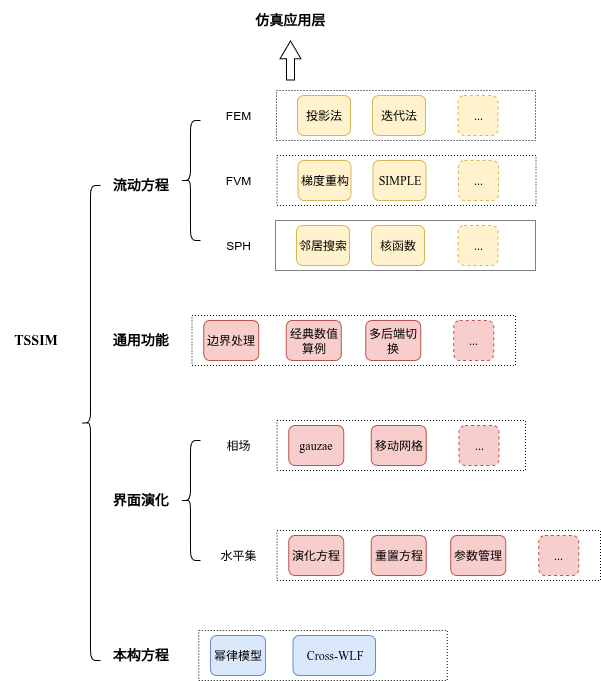 仿真应用层
FEM
投影法
迭代法
...
FVM
梯度重构
SIMPLE
...
流动方程
SPH
邻居搜索
核函数
...
TSSIM
通用功能
边界处理
经典数值
算例
多后端切
换
...
相场
gauzae
移动网格
...
界面演化
水平集
演化方程
重置方程
参数管理
...
本构方程
幂律模型
Cross-WLF